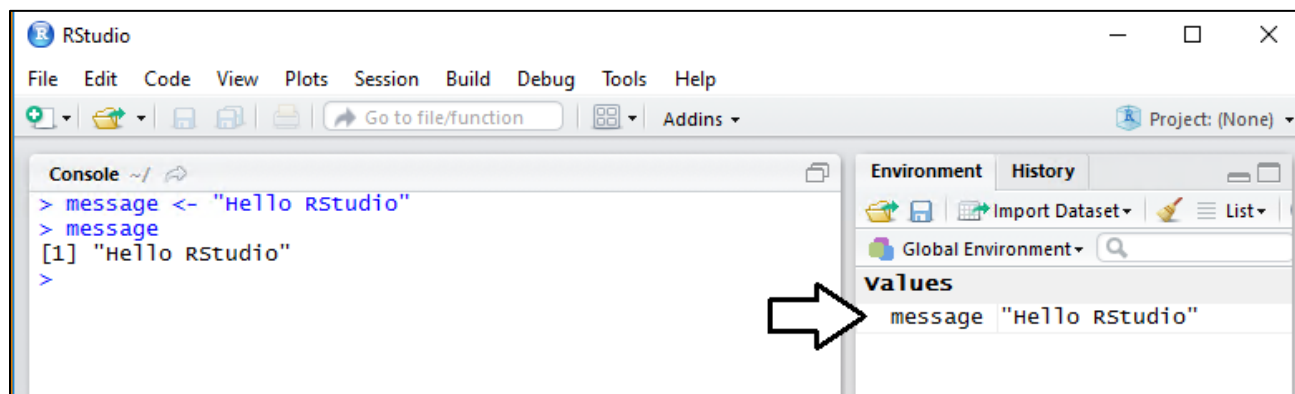 RStudio
File Edit Code View Plots Session Build Debug Tools Help
Go to file/function Addins Project: (None)
Console ~/
> message <- "Hello RStudio"
> message
[1] "Hello RStudio"
>
Environment History
Import Dataset List
Global Environment
Values
message "Hello RStudio"